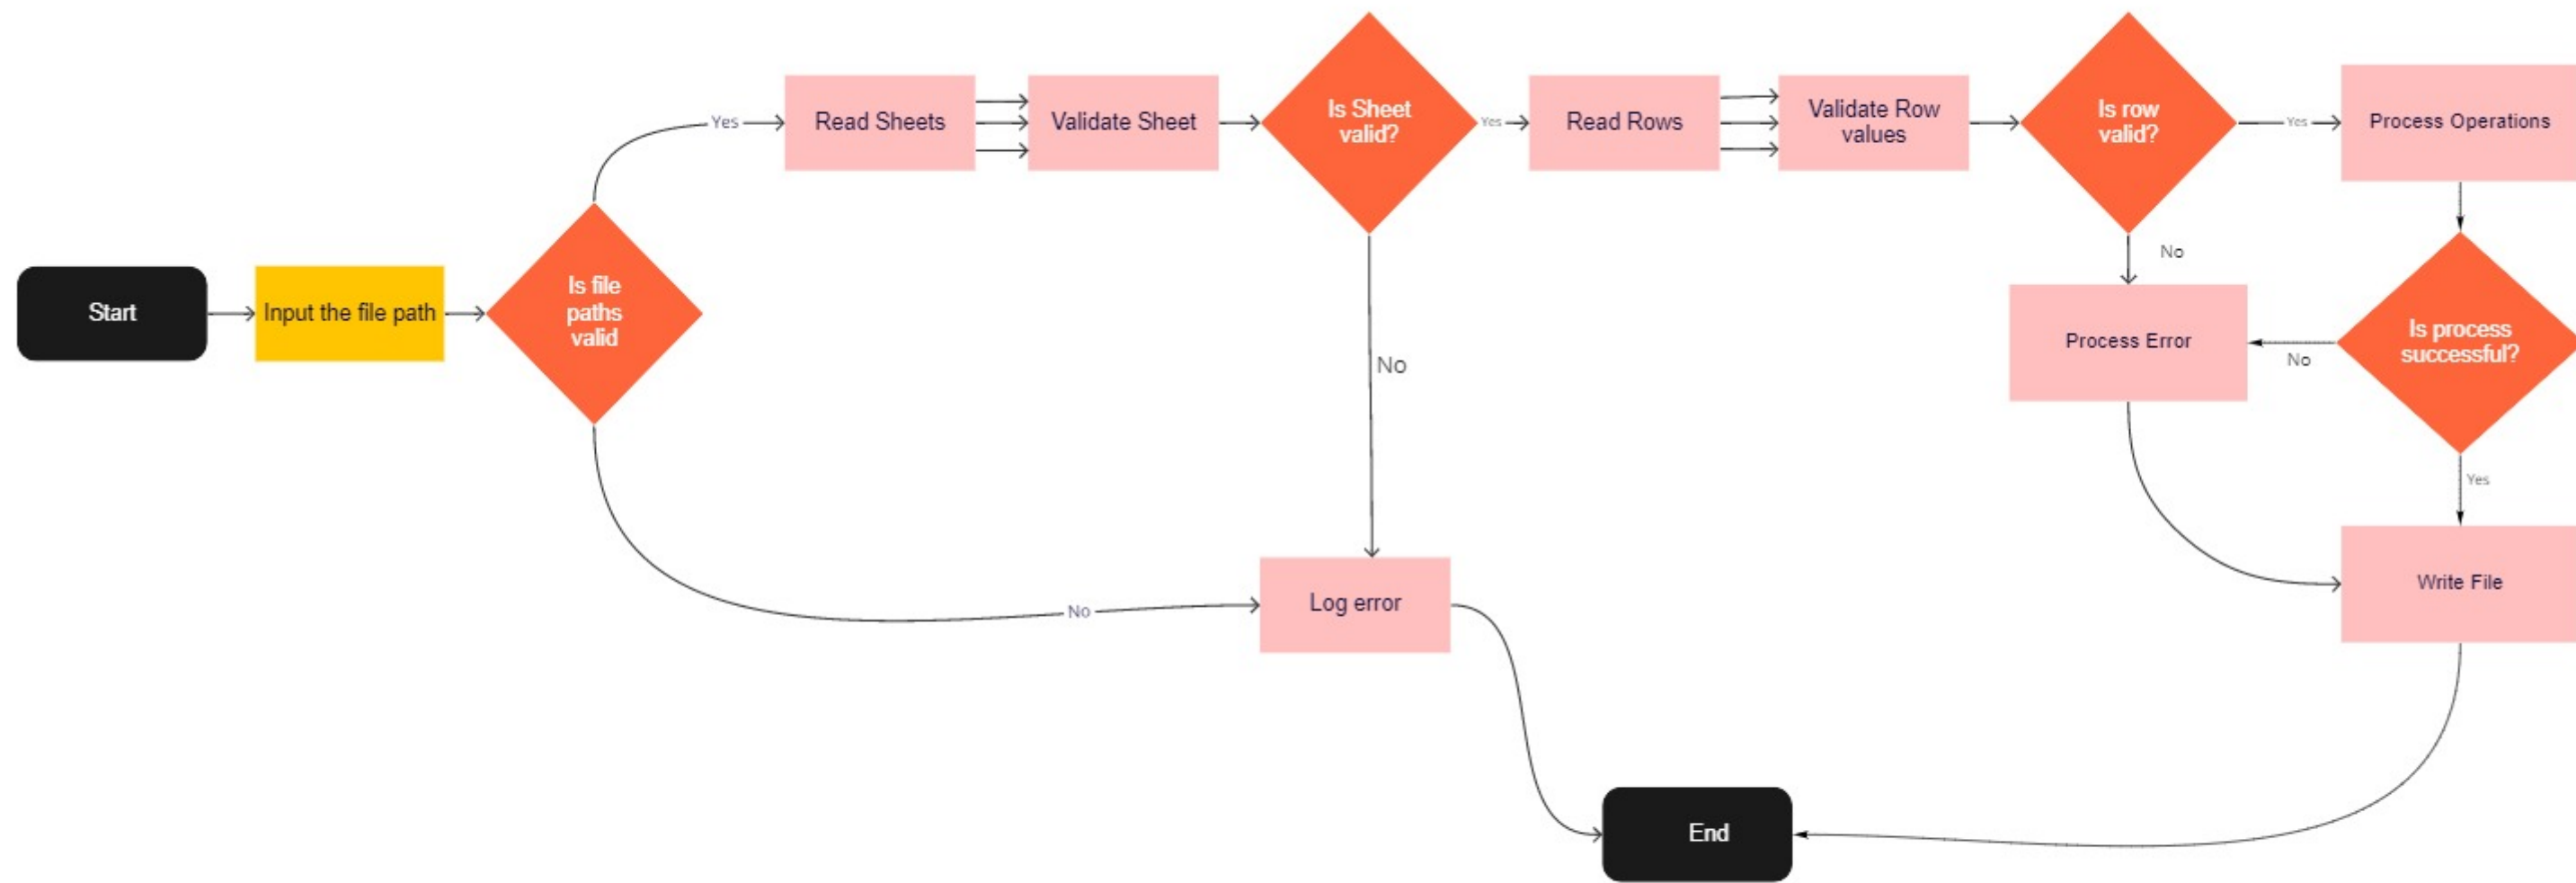 Start
Input the file path
Is file
paths
valid
Yes
Read Sheets
Validate Sheet
Is Sheet
valid?
Yes
Read Rows
Validate Row
values
Is row
valid?
Yes
Process Operations
No
Process Error
No
Is process
successful?
Yes
Write File
No
No
Log error
End